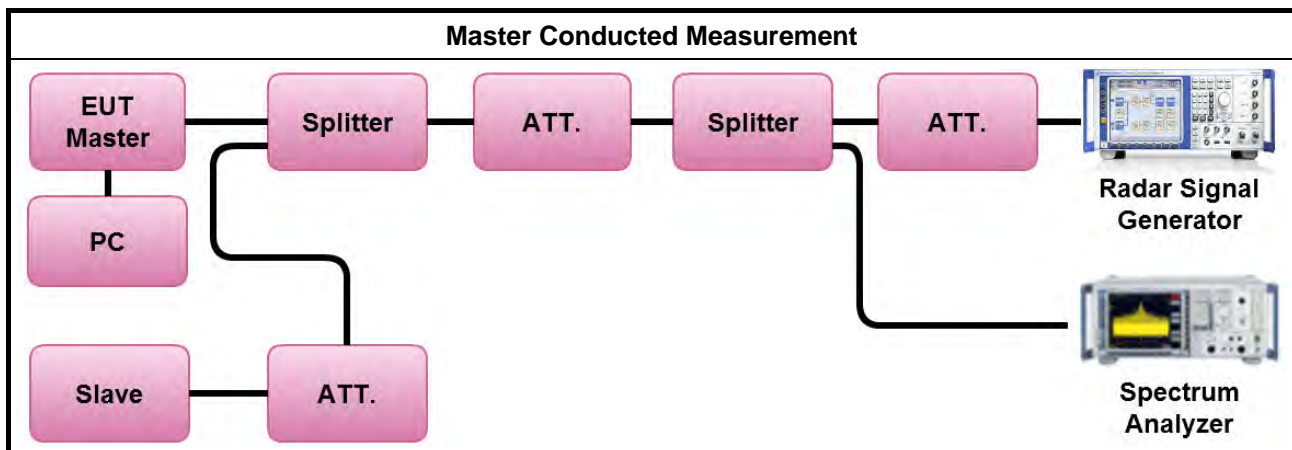 Master Conducted Measurement
EUT
Master
Splitter
ATT.
Splitter
ATT.
Radar Signal
Generator
PC
Slave
ATT.
Spectrum
Analyzer